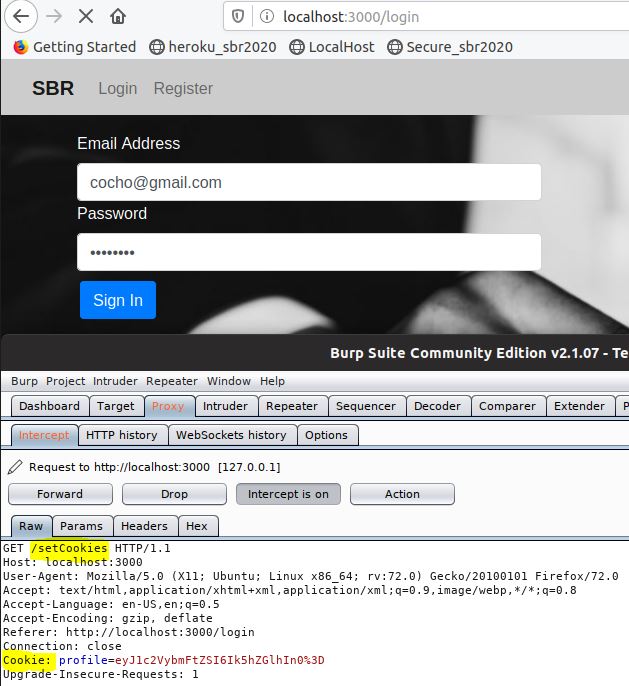 localhost:3000/login
Getting Started heroku_sbr2020 LocalHost Secure_sbr2020
SBR Login Register
Email Address
cocho@gmail.com
Password
••••••••
Sign In
Burp Suite Community Edition v2.1.07 - Te
Burp Project Intruder Repeater Window Help
Dashboard Target Proxy Intruder Repeater Sequencer Decoder Comparer Extender P
Intercept HTTP history WebSockets history Options
Request to http://localhost:3000 [127.0.0.1]
Forward Drop Intercept is on Action
Raw Params Headers Hex
GET /setCookies HTTP/1.1
Host: localhost:3000
User-Agent: Mozilla/5.0 (X11; Ubuntu; Linux x86_64; rv:72.0) Gecko/20100101 Firefox/72.0
Accept: text/html,application/xhtml+xml,application/xml;q=0.9,image/webp,*/*;q=0.8
Accept-Language: en-US,en;q=0.5
Accept-Encoding: gzip, deflate
Referer: http://localhost:3000/login
Connection: close
Cookie: profile=eyJ1c2VybmFtZSI6Ik5hZGlhIn0%3D
Upgrade-Insecure-Requests: 1